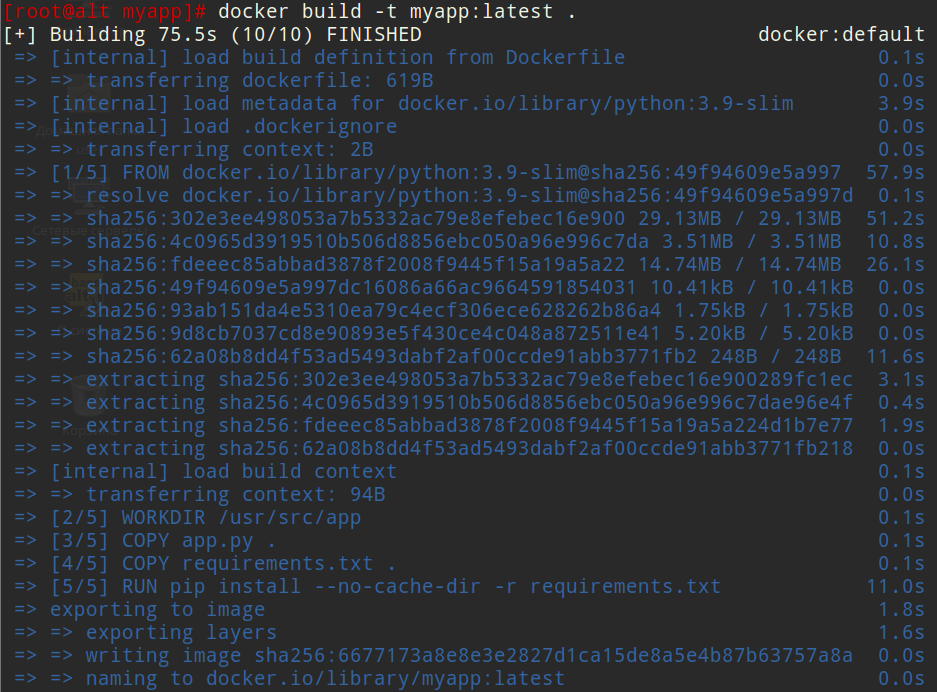 [root@alt myapp]# docker build -t myapp:latest .
[+] Building 75.5s (10/10) FINISHED docker:default
=> [internal] load build definition from Dockerfile 0.1s
=> => transferring dockerfile: 619B 0.0s
=> [internal] load metadata for docker.io/library/python:3.9-slim 3.9s
=> [internal] load .dockerignore 0.0s
=> => transferring context: 2B 0.0s
=> [1/5] FROM docker.io/library/python:3.9-slim@sha256:49f94609e5a997 57.9s
=> => resolve docker.io/library/python:3.9-slim@sha256:49f94609e5a997d 0.1s
=> => sha256:302e3ee498053a7b5332ac79e8efebec16e900 29.13MB / 29.13MB 51.2s
=> => sha256:4c0965d3919510b506d8856ebc050a96e996c7da 3.51MB / 3.51MB 10.8s
=> => sha256:fdeeec85abbad3878f2008f9445f15a19a5a22 14.74MB / 14.74MB 26.1s
=> => sha256:49f94609e5a997dc16086a66ac9664591854031 10.41kB / 10.41kB 0.0s
=> => sha256:93ab151da4e5310ea79c4ecf306ece628262b86a4 1.75kB / 1.75kB 0.0s
=> => sha256:9d8cb7037cd8e90893e5f430ce4c048a872511e41 5.20kB / 5.20kB 0.0s
=> => sha256:62a08b8dd4f53ad5493dabf2af00ccde91abb3771fb2 248B / 248B 11.6s
=> => extracting sha256:302e3ee498053a7b5332ac79e8efebec16e900289fc1ec 3.1s
=> => extracting sha256:4c0965d3919510b506d8856ebc050a96e996c7dae96e4f 0.4s
=> => extracting sha256:fdeeec85abbad3878f2008f9445f15a19a5a224d1b7e77 1.9s
=> => extracting sha256:62a08b8dd4f53ad5493dabf2af00ccde91abb3771fb218 0.0s
=> [internal] load build context 0.1s
=> => transferring context: 94B 0.0s
=> [2/5] WORKDIR /usr/src/app 0.1s
=> [3/5] COPY app.py . 0.1s
=> [4/5] COPY requirements.txt . 0.1s
=> [5/5] RUN pip install --no-cache-dir -r requirements.txt 11.0s
=> exporting to image 1.8s
=> => exporting layers 1.6s
=> => writing image sha256:6677173a8e8e3e2827d1ca15de8a5e4b87b63757a8a 0.0s
=> => naming to docker.io/library/myapp:latest 0.0s